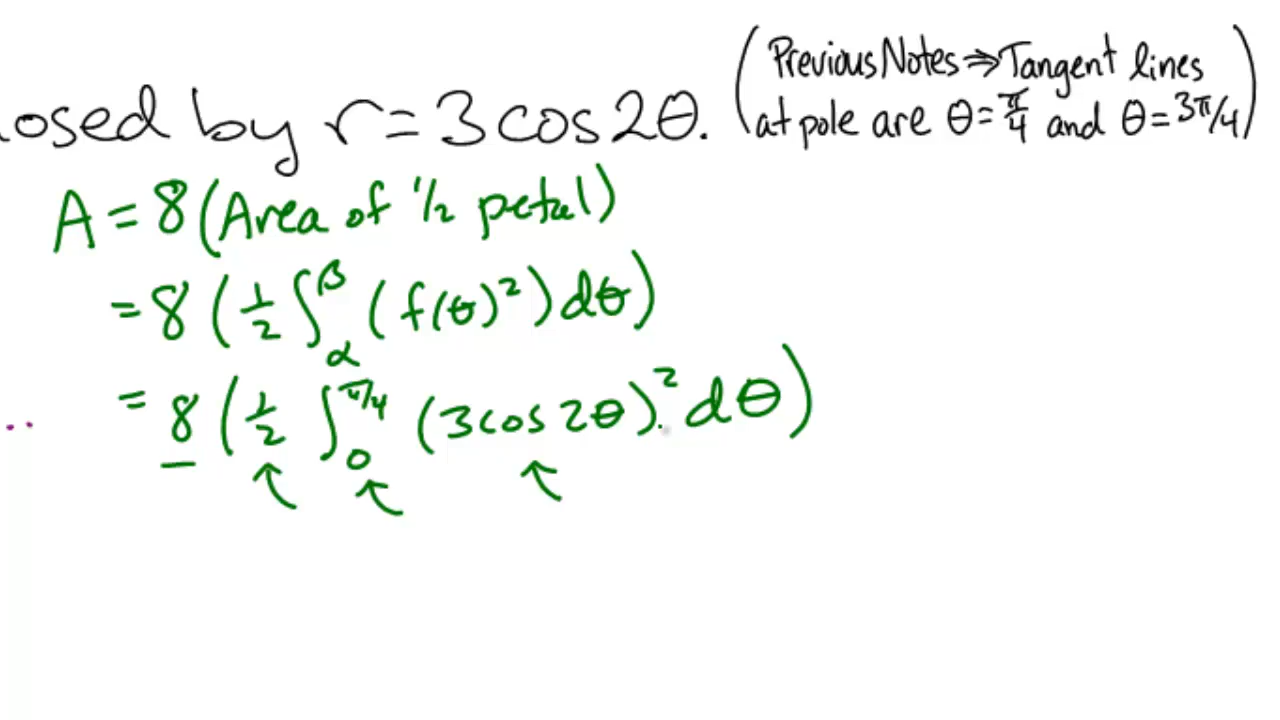 (Previous Notes ⇒ Tangent lines
at pole are θ = π/4 and θ = 3π/4)
losed by r = 3 cos 2θ.
A = 8 (Area of 1/2 petal)
= 8 (1/2 ∫_α^β (f(θ)²) dθ)
= 8 (1/2 ∫_0^{π/4} (3cos 2θ)² dθ)